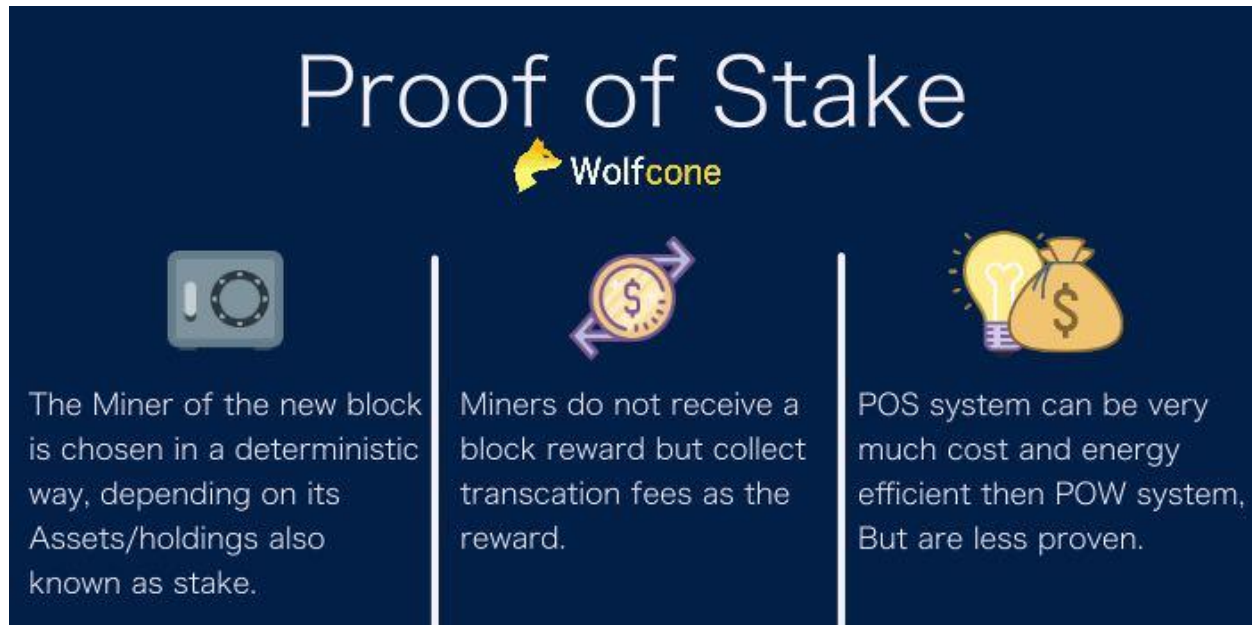 Proof of Stake
Wolfcone
The Miner of the new block
is chosen in a deterministic
way, depending on its
Assets/holdings also
known as stake.
Miners do not receive a
block reward but collect
transcation fees as the
reward.
POS system can be very
much cost and energy
efficient then POW system,
But are less proven.